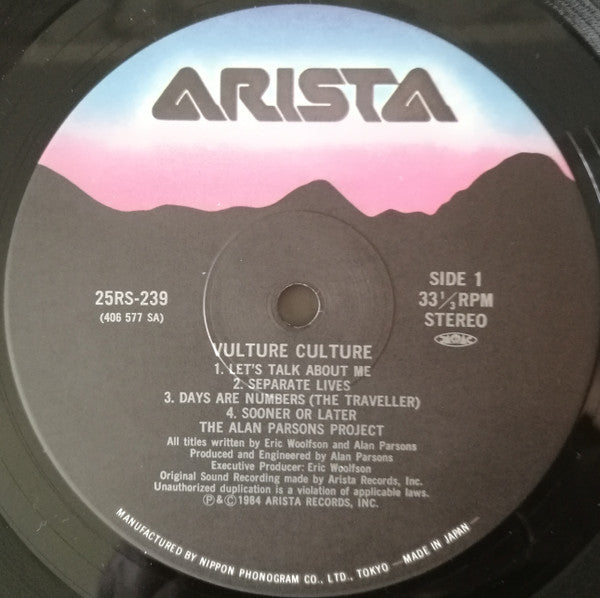 ARISTA
25RS-239
(406 577 SA)
SIDE 1
33 1/3 RPM
STEREO
VULTURE CULTURE
1. LET'S TALK ABOUT ME
2. SEPARATE LIVES
3. DAYS ARE NUMBERS (THE TRAVELLER)
4. SOONER OR LATER
THE ALAN PARSONS PROJECT
All titles written by Eric Woolfson and Alan Parsons
Produced and Engineered by Alan Parsons
Executive Producer: Eric Woolfson
Original Sound Recording made by Arista Records, Inc.
Unauthorized duplication is a violation of applicable laws.
Ⓟ&Ⓒ1984 ARISTA RECORDS, INC.
MANUFACTURED BY NIPPON PHONOGRAM CO., LTD., TOKYO —MADE IN JAPAN—